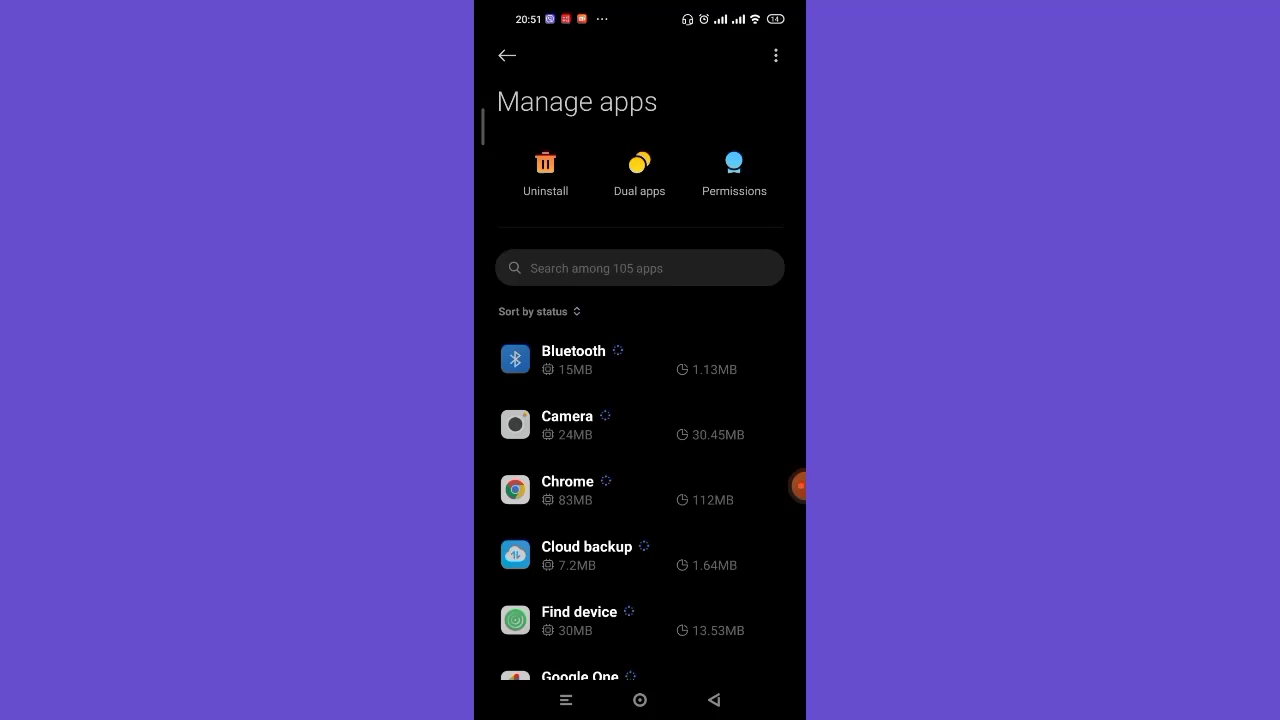 20:51 ... 14
Manage apps
Uninstall Dual apps Permissions
Search among 105 apps
Sort by status
Bluetooth
15MB 1.13MB
Camera
24MB 30.45MB
Chrome
83MB 112MB
Cloud backup
7.2MB 1.64MB
Find device
30MB 13.53MB
Google One